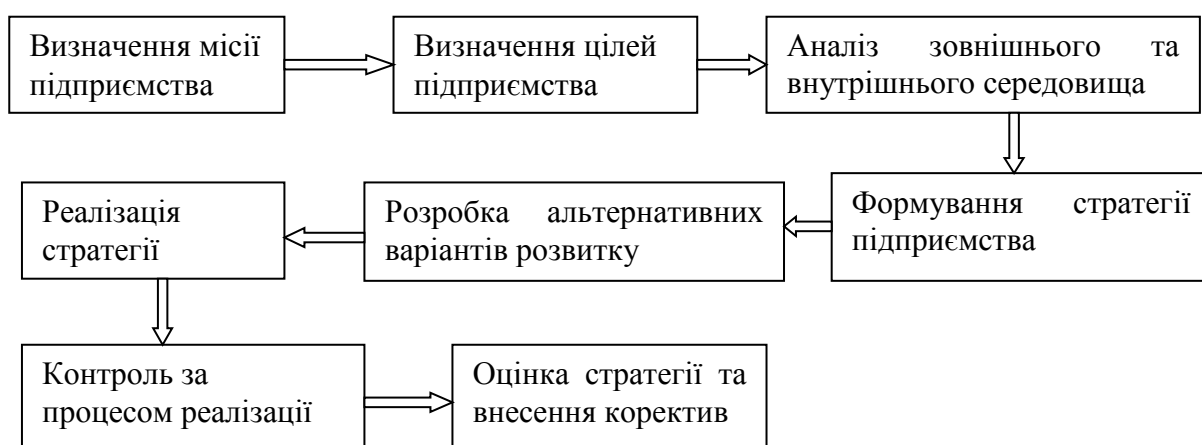 Визначення місії
підприємства
Визначення цілей
підприємства
Аналіз зовнішнього та
внутрішнього середовища
Формування стратегії
підприємства
Розробка альтернативних
варіантів розвитку
Реалізація
стратегії
Контроль за
процесом реалізації
Оцінка стратегії та
внесення коректив